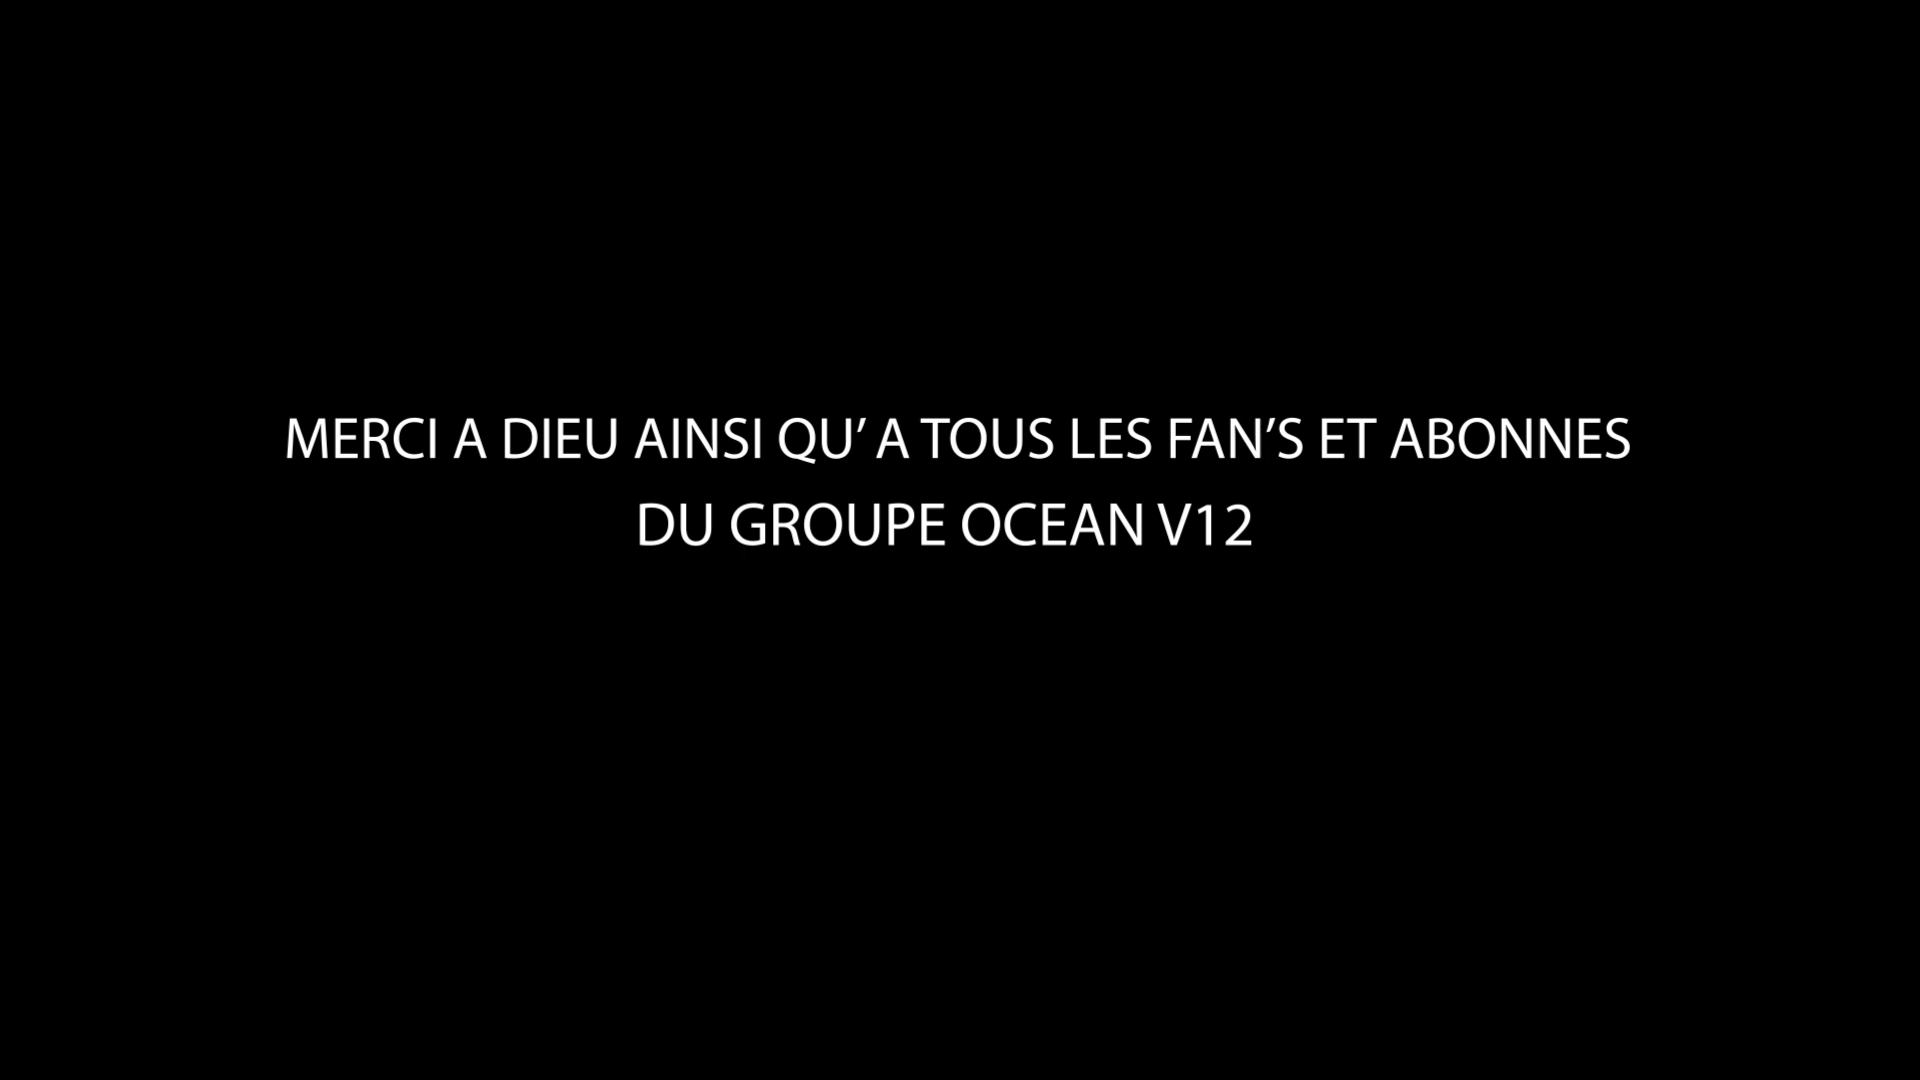 MERCI A DIEU AINSI QU’ A TOUS LES FAN’S ET ABONNES
DU GROUPE OCEAN V12